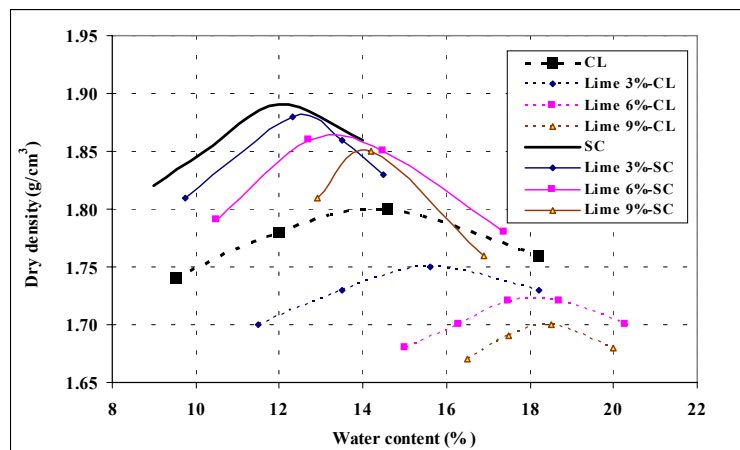 1.95
1.90
1.85
1.80
1.75
1.70
1.65
Dry density (g/cm³)
8
10
12
14
16
18
20
22
Water content (%)
CL
Lime 3%-CL
Lime 6%-CL
Lime 9%-CL
SC
Lime 3%-SC
Lime 6%-SC
Lime 9%-SC